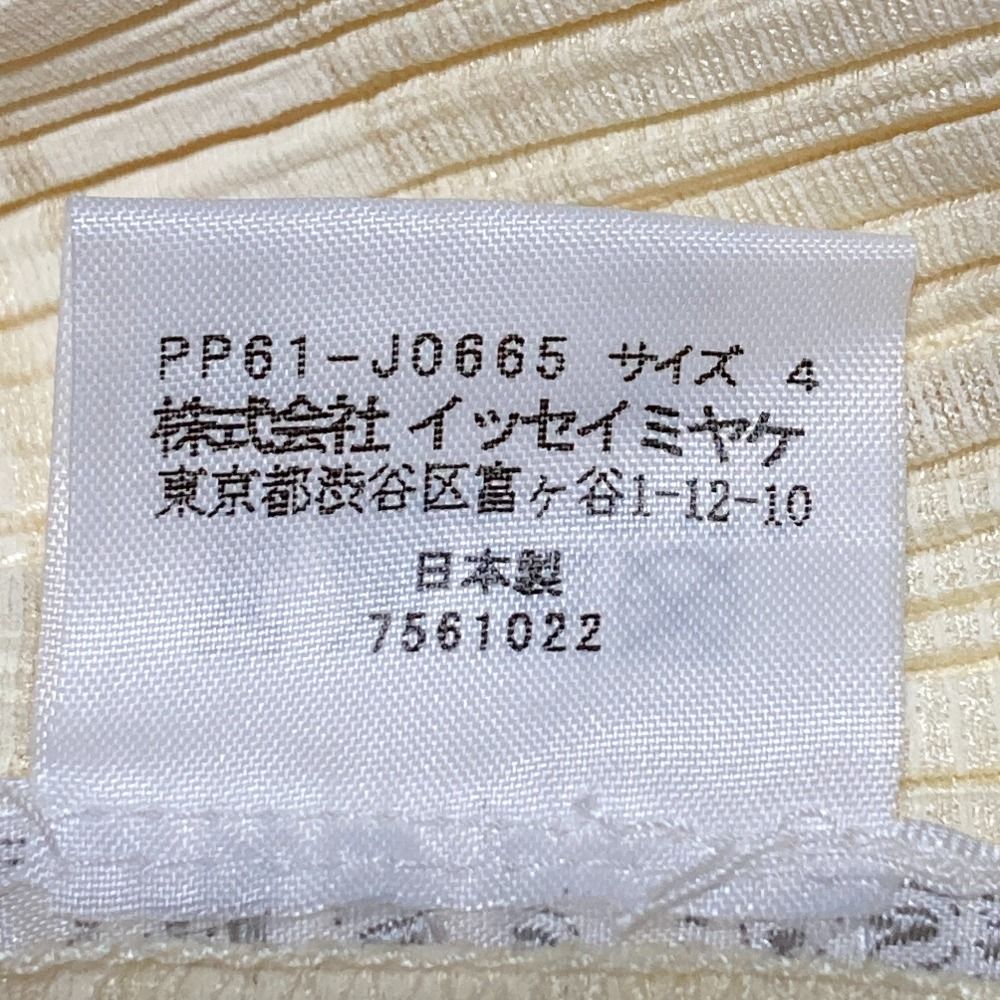 PP61-J0665 サイズ 4
株式会社 イッセイミヤケ
東京都渋谷区富ヶ谷1-12-10
日本製
7561022